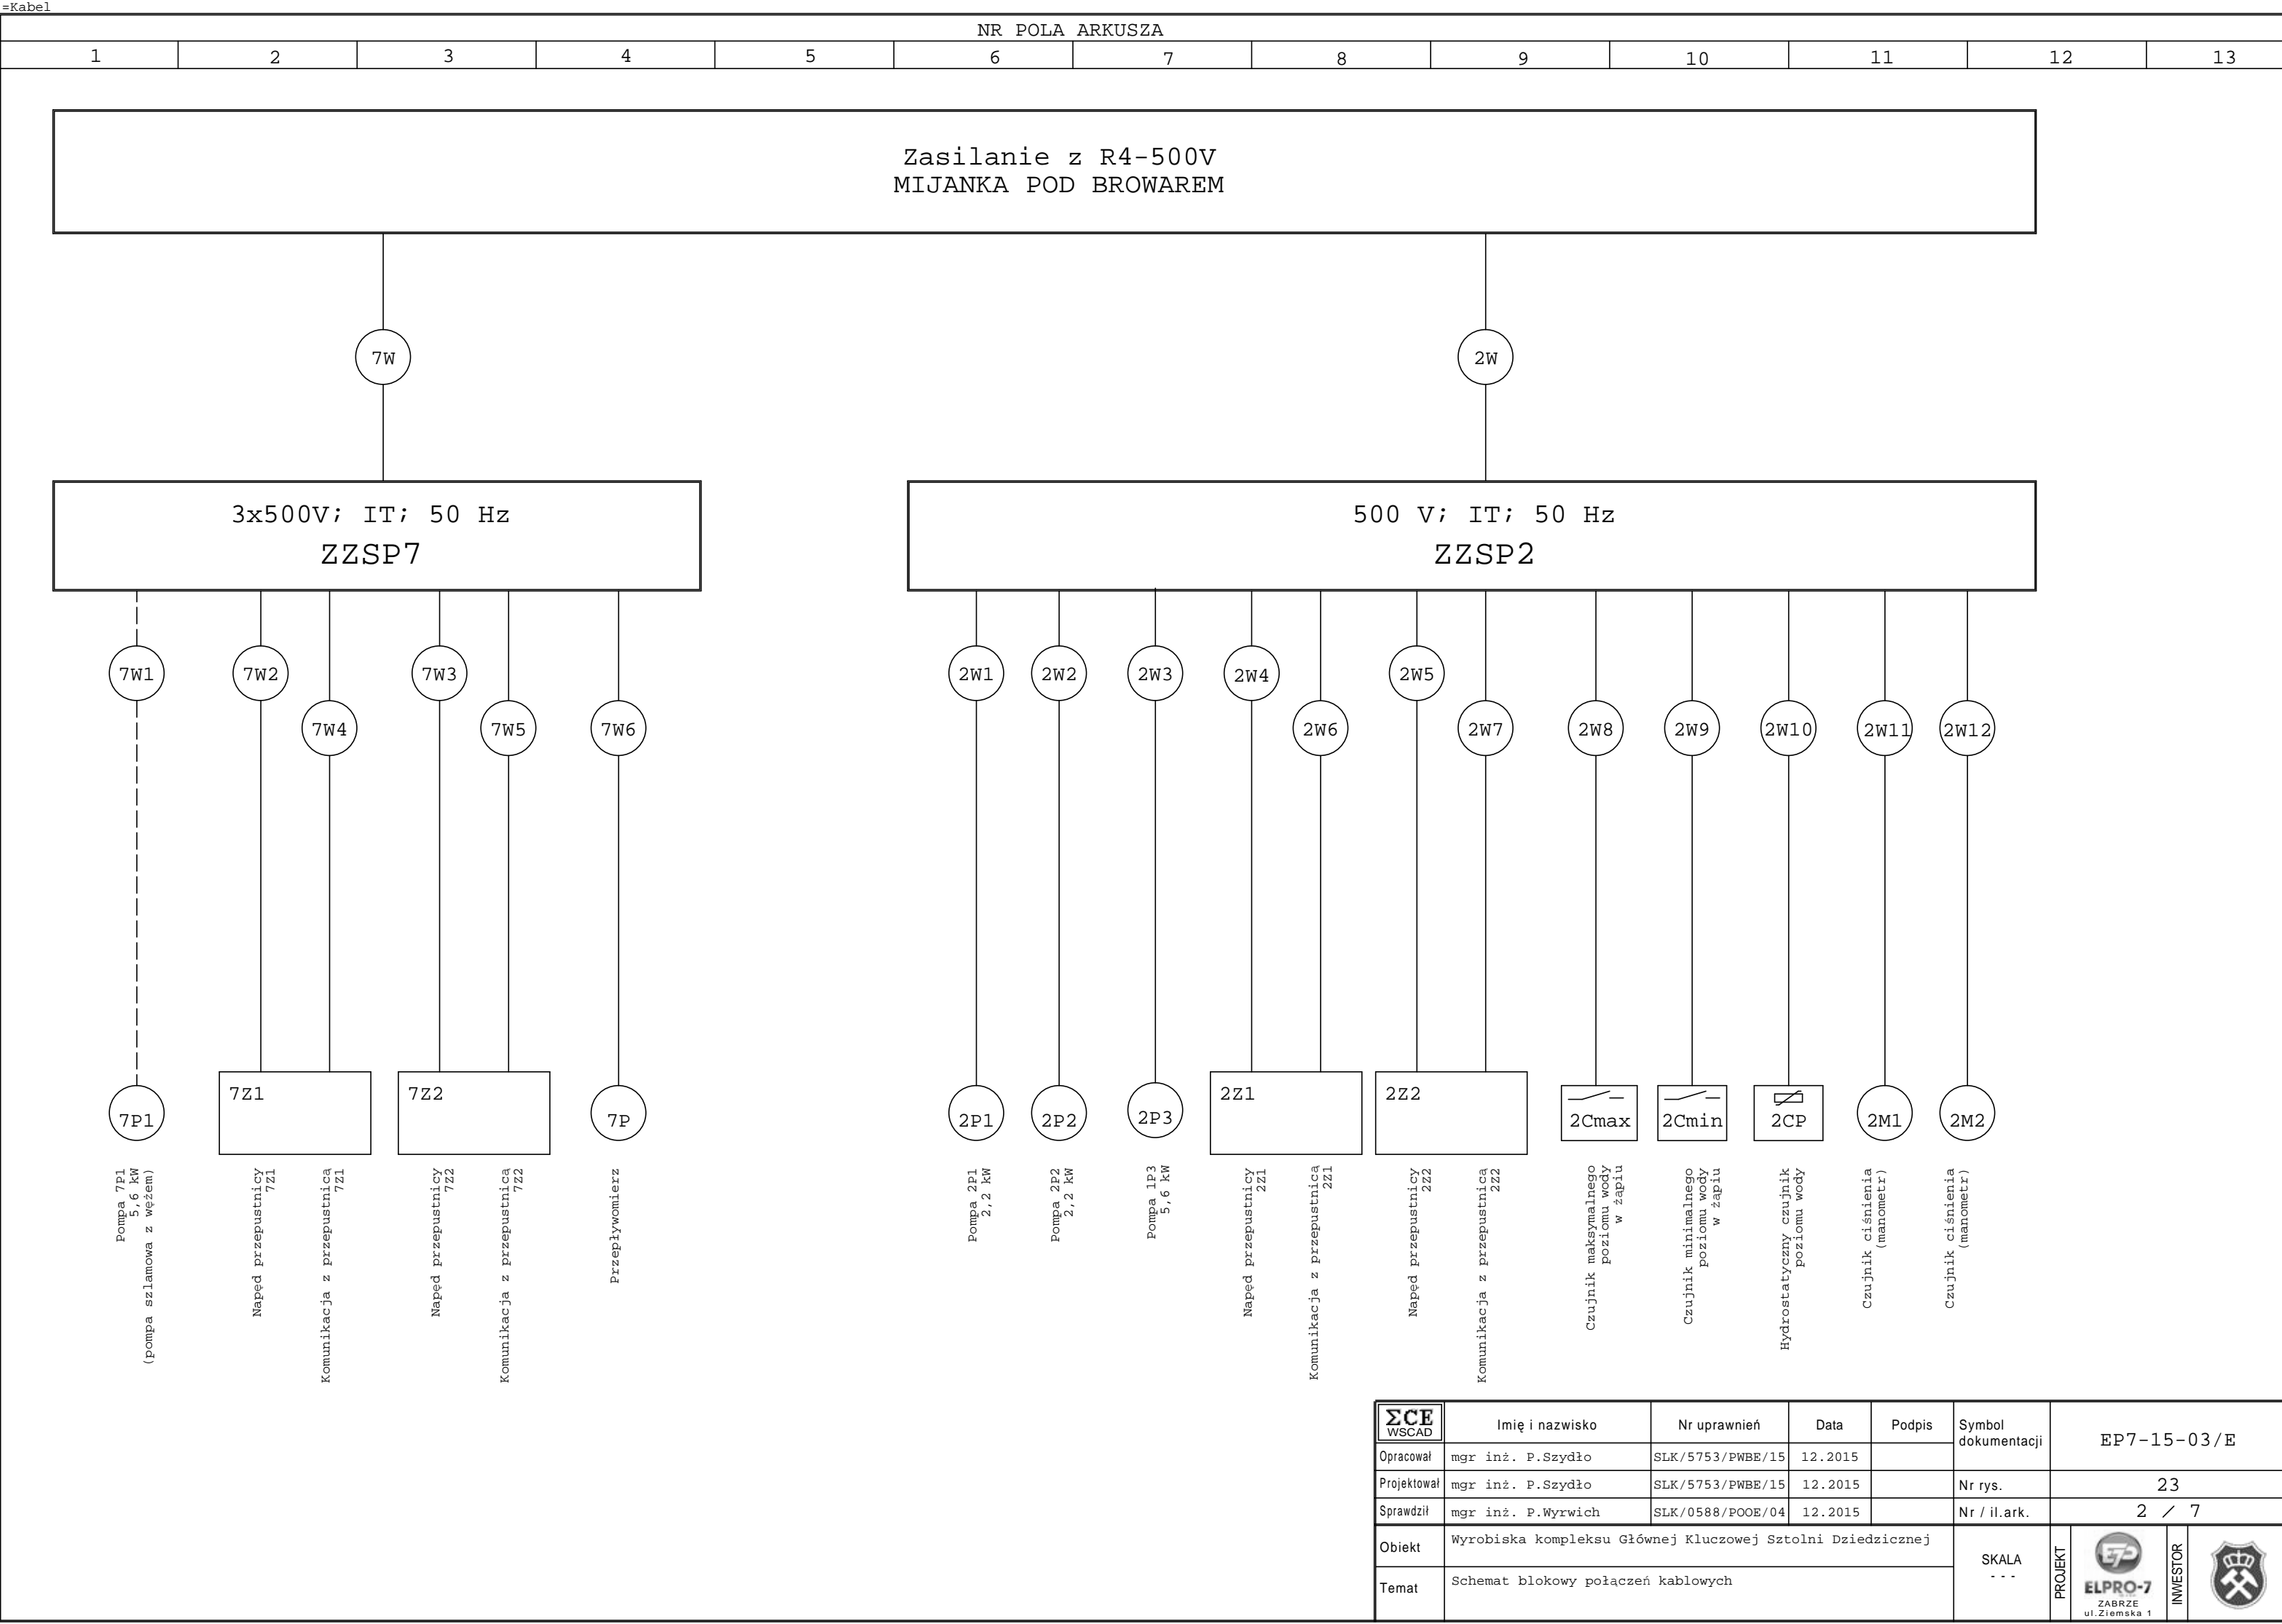 =Kabel
NR POLA ARKUSZA
1 2 3 4 5 6 7 8 9 10 11 12 13
Zasilanie z R4-500V
MIJANKA POD BROWAREM
7W
2W
3x500V; IT; 50 Hz
ZZSP7
500 V; IT; 50 Hz
ZZSP2
7W1
7W2
7W4
7W3
7W5
7W6
2W1
2W2
2W3
2W4
2W6
2W5
2W7
2W8
2W9
2W10
2W11
2W12
7P1
7Z1
7Z2
7P
2P1
2P2
2P3
2Z1
2Z2
2Cmax
2Cmin
2CP
2M1
2M2
Pompa 7P1
5,6 kW
(pompa szlamowa z wężem)
Napęd przepustnicy
7Z1
Komunikacja z przepustnicą
7Z1
Napęd przepustnicy
7Z2
Komunikacja z przepustnicą
7Z2
Przepływomierz
Pompa 2P1
2,2 kW
Pompa 2P2
2,2 kW
Pompa 1P3
5,6 kW
Napęd przepustnicy
2Z1
Komunikacja z przepustnicą
2Z1
Napęd przepustnicy
2Z2
Komunikacja z przepustnicą
2Z2
Czujnik maksymalnego
poziomu wody
w żąpiu
Czujnik minimalnego
poziomu wody
w żąpiu
Hydrostatyczny czujnik
poziomu wody
Czujnik ciśnienia
(manometr)
Czujnik ciśnienia
(manometr)
ΣCE
WSCAD
Imię i nazwisko
Nr uprawnień
Data
Podpis
Symbol
dokumentacji
EP7-15-03/E
Opracował mgr inż. P.Szydło SLK/5753/PWBE/15 12.2015
Projektował mgr inż. P.Szydło SLK/5753/PWBE/15 12.2015
Nr rys. 23
Sprawdził mgr inż. P.Wyrwich SLK/0588/POOE/04 12.2015
Nr / il.ark. 2 / 7
Obiekt Wyrobiska kompleksu Głównej Kluczowej Sztolni Dziedzicznej
Temat Schemat blokowy połączeń kablowych
SKALA
- - -
PROJEKT
ELPRO-7
ZABRZE
ul.Ziemska 1
INWESTOR